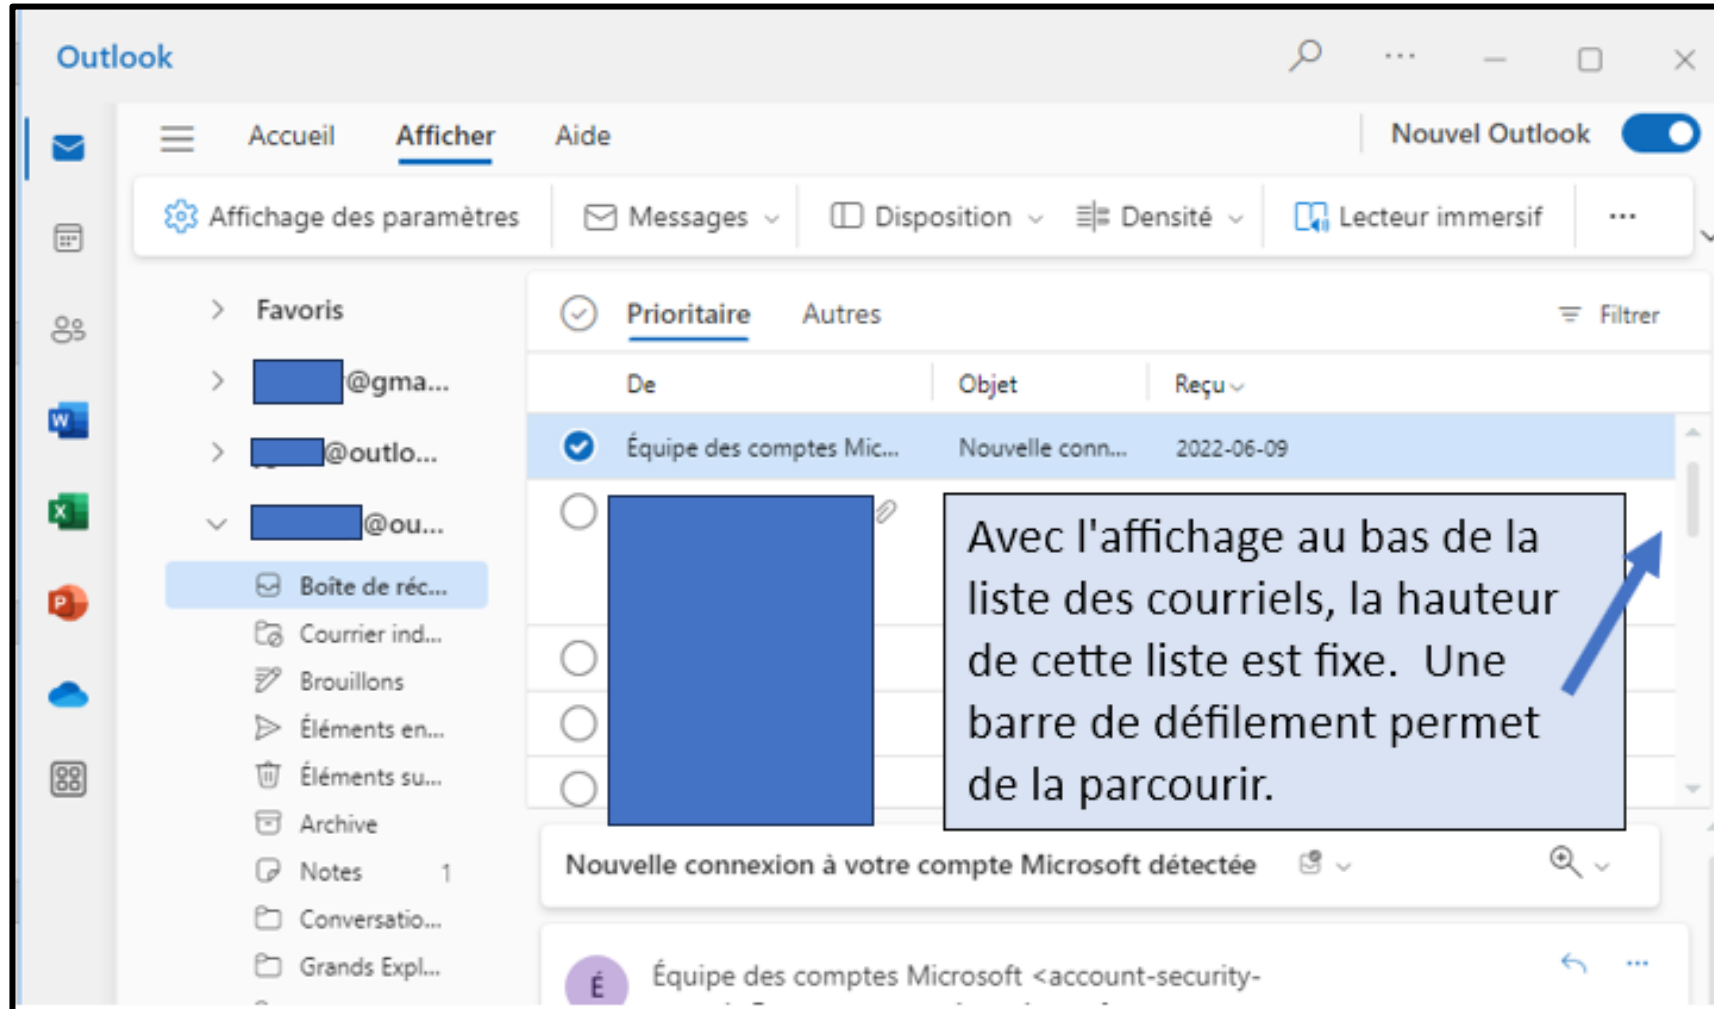 Outlook
Accueil Afficher Aide Nouvel Outlook
Affichage des paramètres Messages Disposition Densité Lecteur immersif ...
Favoris
@gma...
@outlo...
@ou...
Boîte de réc...
Courrier ind...
Brouillons
Éléments en...
Éléments su...
Archive
Notes 1
Conversatio...
Grands Expl...
Prioritaire Autres Filtrer
De Objet Reçu
Équipe des comptes Mic... Nouvelle conn... 2022-06-09
Avec l'affichage au bas de la
liste des courriels, la hauteur
de cette liste est fixe.  Une
barre de défilement permet
de la parcourir.
Nouvelle connexion à votre compte Microsoft détectée
É
Équipe des comptes Microsoft <account-security-